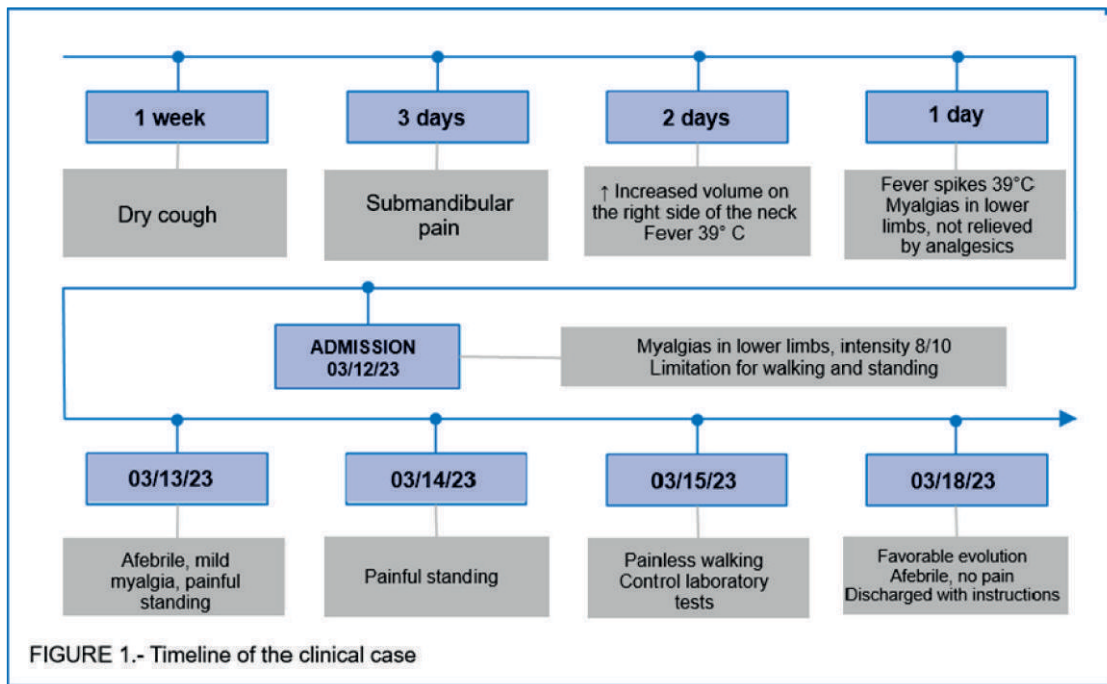 1 week
3 days
2 days
1 day
Dry cough
Submandibular
pain
↑ Increased volume on
the right side of the neck
Fever 39° C
Fever spikes 39°C
Myalgias in lower
limbs, not relieved
by analgesics
ADMISSION
03/12/23
Myalgias in lower limbs, intensity 8/10
Limitation for walking and standing
03/13/23
03/14/23
03/15/23
03/18/23
Afebrile, mild
myalgia, painful
standing
Painful standing
Painless walking
Control laboratory
tests
Favorable evolution
Afebrile, no pain
Discharged with instructions
FIGURE 1.- Timeline of the clinical case